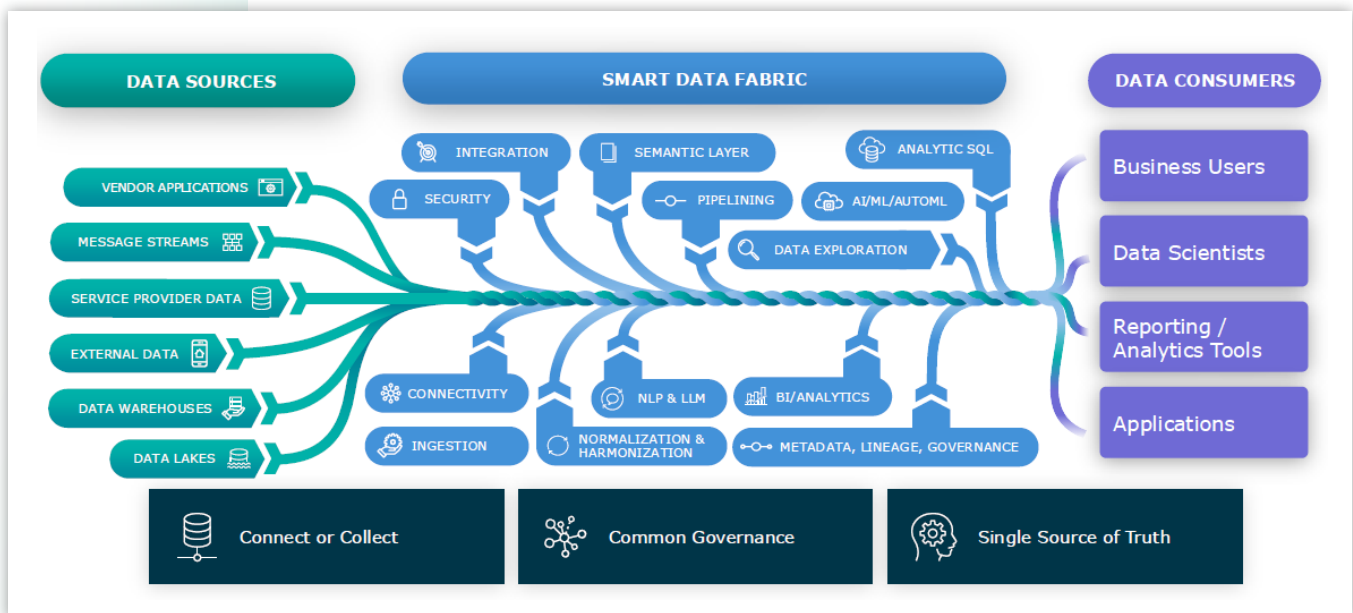 DATA SOURCES
SMART DATA FABRIC
DATA CONSUMERS
VENDOR APPLICATIONS
MESSAGE STREAMS
SERVICE PROVIDER DATA
EXTERNAL DATA
DATA WAREHOUSES
DATA LAKES
INTEGRATION
SEMANTIC LAYER
ANALYTIC SQL
SECURITY
PIPELINING
AI/ML/AUTOML
DATA EXPLORATION
CONNECTIVITY
NLP & LLM
BI/ANALYTICS
INGESTION
NORMALIZATION &
HARMONIZATION
METADATA, LINEAGE, GOVERNANCE
Business Users
Data Scientists
Reporting /
Analytics Tools
Applications
Connect or Collect
Common Governance
Single Source of Truth